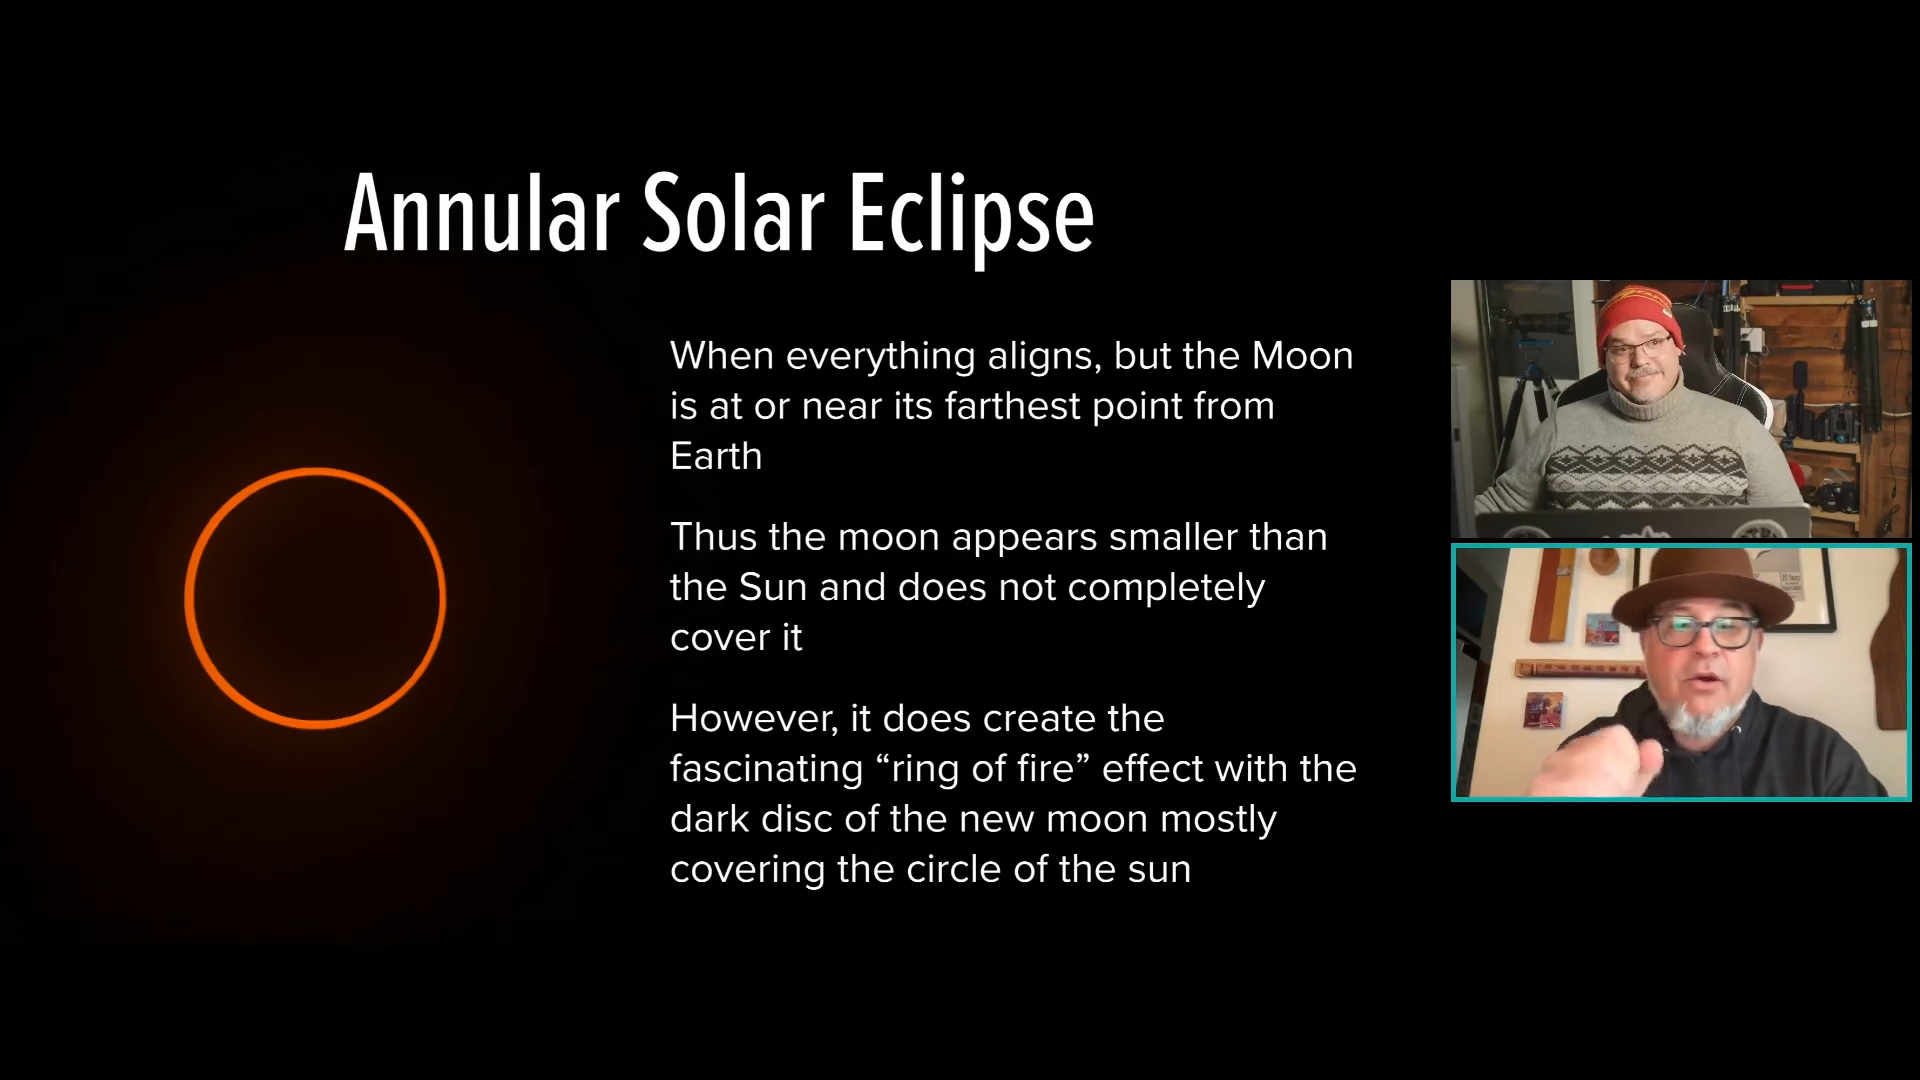 Annular Solar Eclipse
When everything aligns, but the Moon
is at or near its farthest point from
Earth
Thus the moon appears smaller than
the Sun and does not completely
cover it
However, it does create the
fascinating “ring of fire” effect with the
dark disc of the new moon mostly
covering the circle of the sun